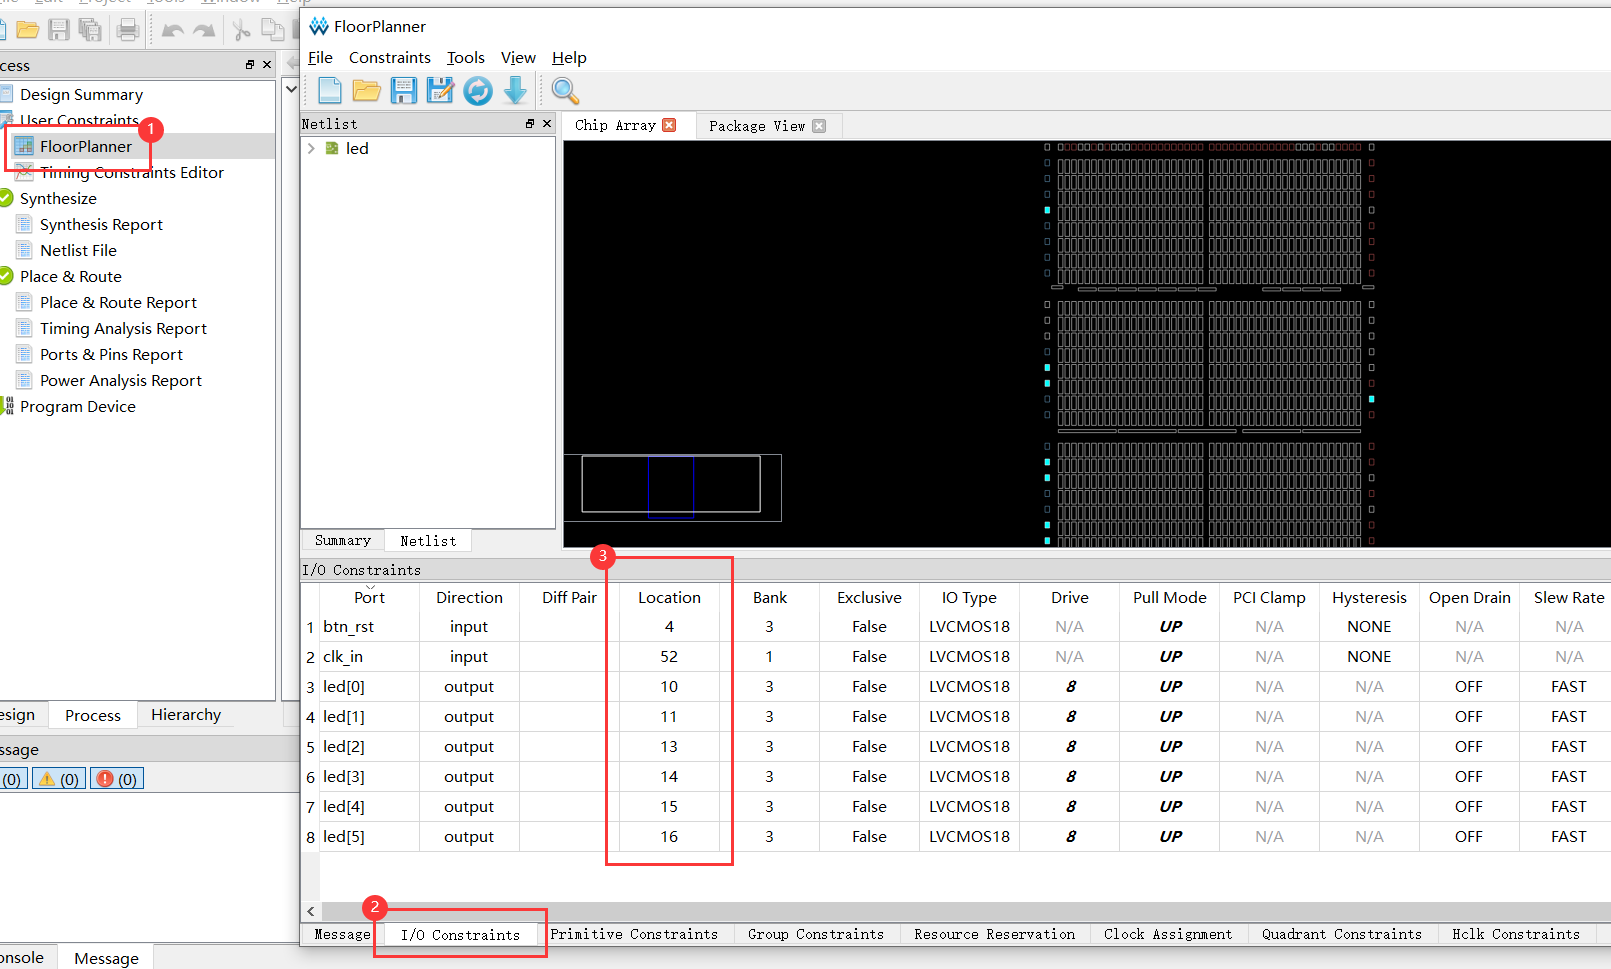 Edit Project Tools Window Help
cess
Design Summary
User Constraints
1
FloorPlanner
Timing Constraints Editor
Synthesize
Synthesis Report
Netlist File
Place & Route
Place & Route Report
Timing Analysis Report
Ports & Pins Report
Power Analysis Report
Program Device
esign Process Hierarchy
ssage
(0) (0) (0)
onsole Message
FloorPlanner
File Constraints Tools View Help
Netlist
led
Summary Netlist
Chip Array Package View
3
I/O Constraints
Port Direction Diff Pair Location Bank Exclusive IO Type Drive Pull Mode PCI Clamp Hysteresis Open Drain Slew Rate
1 btn_rst input 4 3 False LVCMOS18 N/A UP N/A NONE N/A N/A
2 clk_in input 52 1 False LVCMOS18 N/A UP N/A NONE N/A N/A
3 led[0] output 10 3 False LVCMOS18 8 UP N/A N/A OFF FAST
4 led[1] output 11 3 False LVCMOS18 8 UP N/A N/A OFF FAST
5 led[2] output 13 3 False LVCMOS18 8 UP N/A N/A OFF FAST
6 led[3] output 14 3 False LVCMOS18 8 UP N/A N/A OFF FAST
7 led[4] output 15 3 False LVCMOS18 8 UP N/A N/A OFF FAST
8 led[5] output 16 3 False LVCMOS18 8 UP N/A N/A OFF FAST
2
Message I/O Constraints Primitive Constraints Group Constraints Resource Reservation Clock Assignment Quadrant Constraints Hclk Constraints